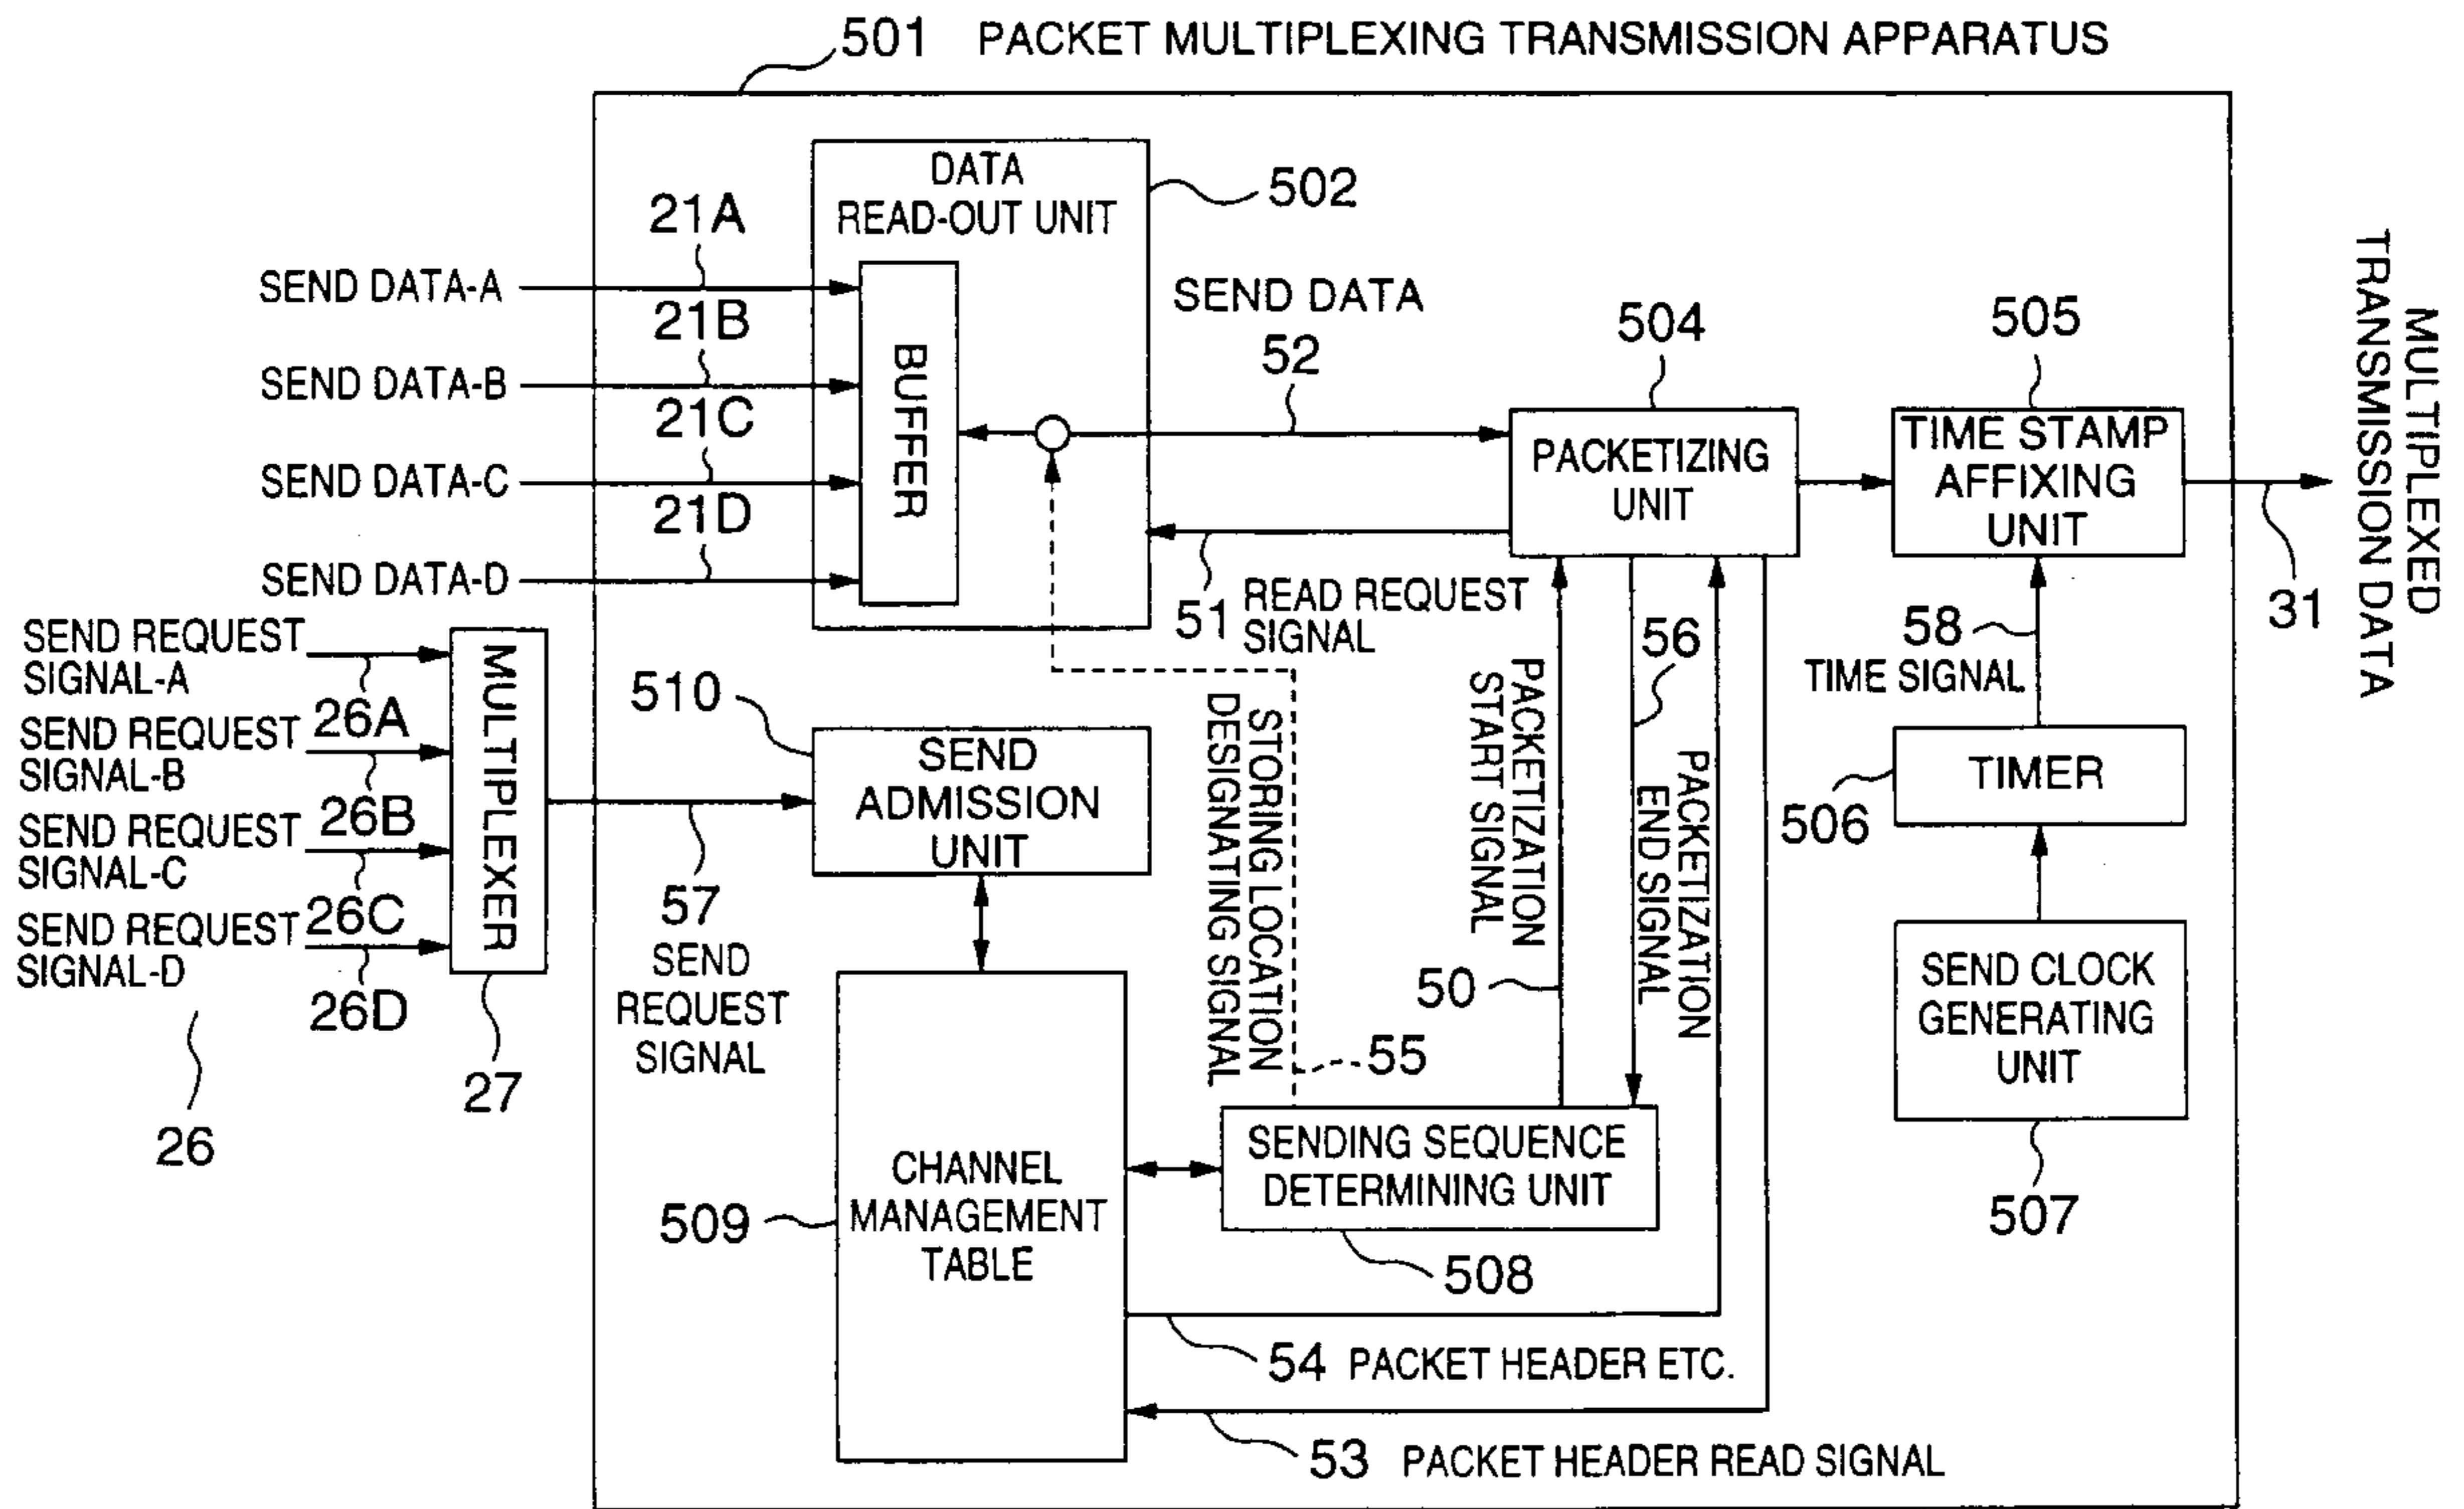 501 PACKET MULTIPLEXING TRANSMISSION APPARATUS
DATA
READ-OUT UNIT
502
BUFFER
SEND DATA-A
21A
SEND DATA-B
21B
SEND DATA-C
21C
SEND DATA-D
21D
SEND DATA
52
504
PACKETIZING
UNIT
505
TIME STAMP
AFFIXING
UNIT
MULTIPLEXED
TRANSMISSION DATA
31
51
READ REQUEST
SIGNAL
58
TIME SIGNAL
TIMER
506
SEND CLOCK
GENERATING
UNIT
507
SEND REQUEST
SIGNAL-A
26A
SEND REQUEST
SIGNAL-B
26B
SEND REQUEST
SIGNAL-C
26C
SEND REQUEST
SIGNAL-D
26D
26
MULTIPLEXER
27
57
SEND
REQUEST
SIGNAL
510
SEND
ADMISSION
UNIT
STORING LOCATION
DESIGNATING SIGNAL
55
PACKETIZATION
START SIGNAL
50
56
PACKETIZATION
END SIGNAL
CHANNEL
MANAGEMENT
TABLE
509
SENDING SEQUENCE
DETERMINING UNIT
508
54 PACKET HEADER ETC.
53 PACKET HEADER READ SIGNAL